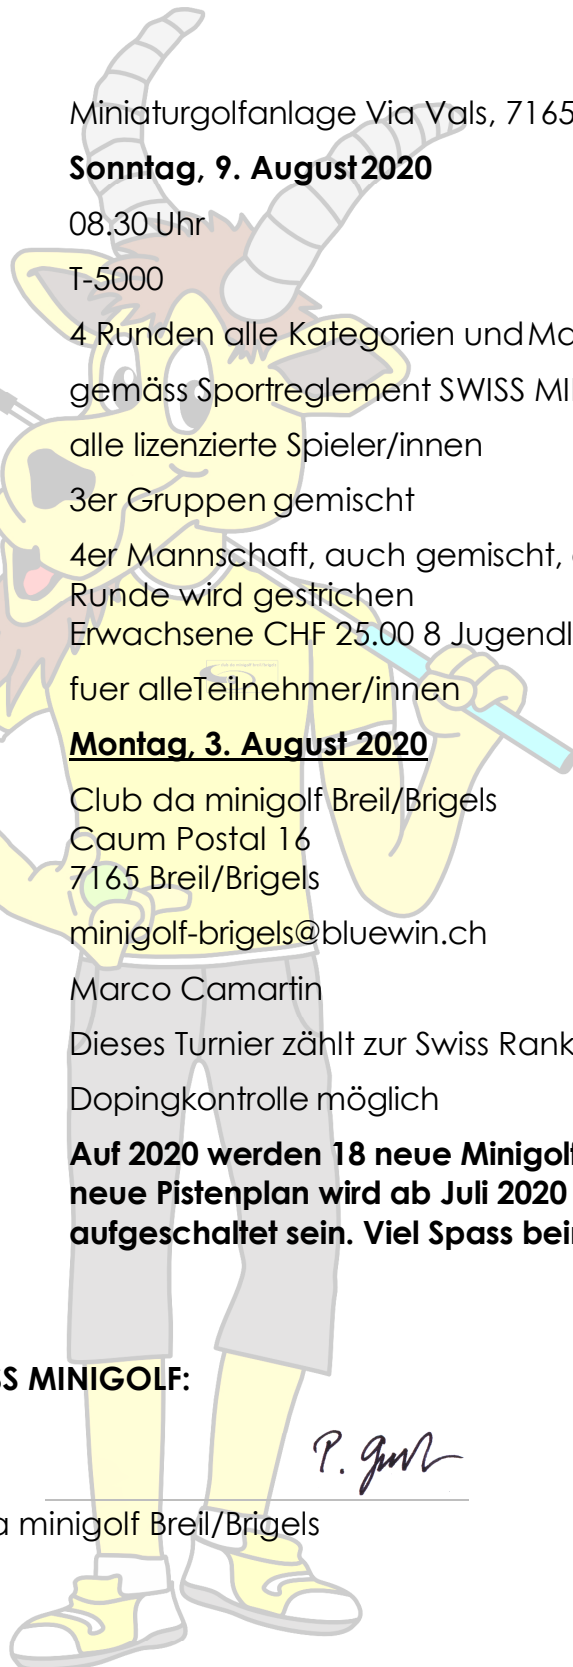 Miniaturgolfanlage Via Vals, 7165
Sonntag, 9. August 2020
08.30 Uhr
T-5000
4 Runden alle Kategorien und Ma
gemäss Sportreglement SWISS MI
alle lizenzierte Spieler/innen
3er Gruppen gemischt
4er Mannschaft, auch gemischt,
Runde wird gestrichen
Erwachsene CHF 25.00 8 Jugendl
fuer alleTeilnehmer/innen
Montag, 3. August 2020
Club da minigolf Breil/Brigels
Caum Postal 16
7165 Breil/Brigels
minigolf-brigels@bluewin.ch
Marco Camartin
Dieses Turnier zählt zur Swiss Rank
Dopingkontrolle möglich
Auf 2020 werden 18 neue Minigolf
neue Pistenplan wird ab Juli 2020
aufgeschaltet sein. Viel Spass bei
SS MINIGOLF:
a minigolf Breil/Brigels